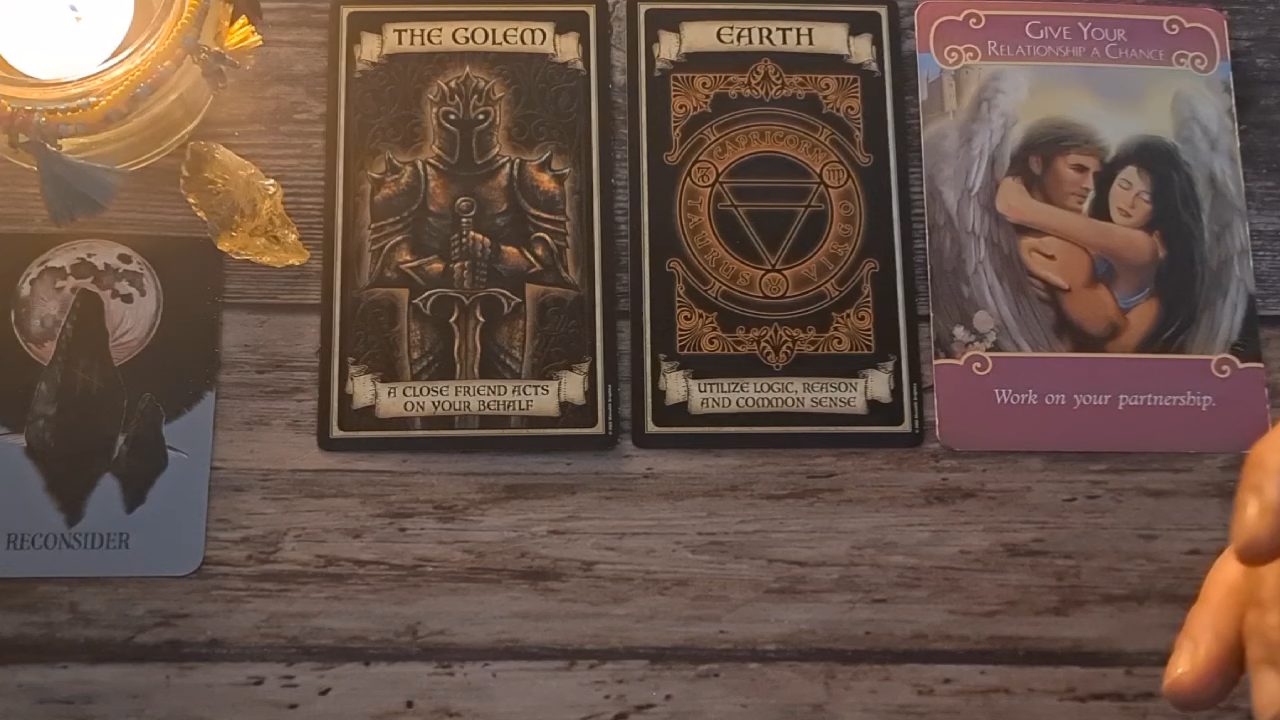 THE GOLEM
A CLOSE FRIEND ACTS
ON YOUR BEHALF
EARTH
CAPRICORN
TAURUS
VIRGO
UTILIZE LOGIC, REASON
AND COMMON SENSE
GIVE YOUR
RELATIONSHIP A CHANCE
Work on your partnership.
RECONSIDER